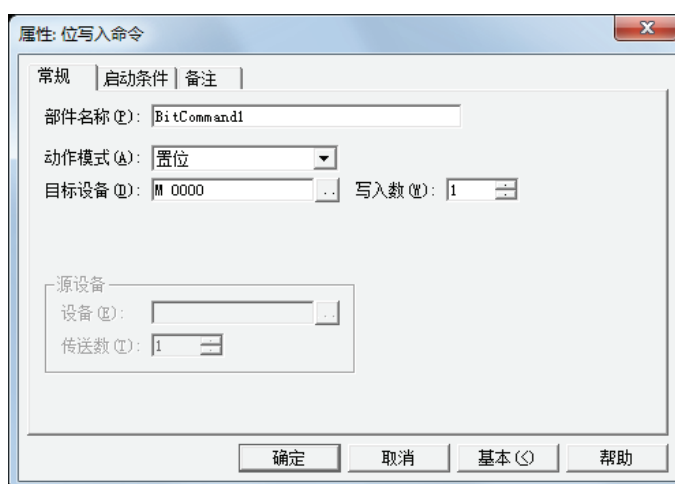 属性: 位写入命令
常规 启动条件 备注
部件名称(P): BitCommand1
动作模式(A): 置位
目标设备(D): M 0000 .. 写入数(W): 1
源设备
设备(E): ..
传送数(T): 1
确定 取消 基本(<) 帮助